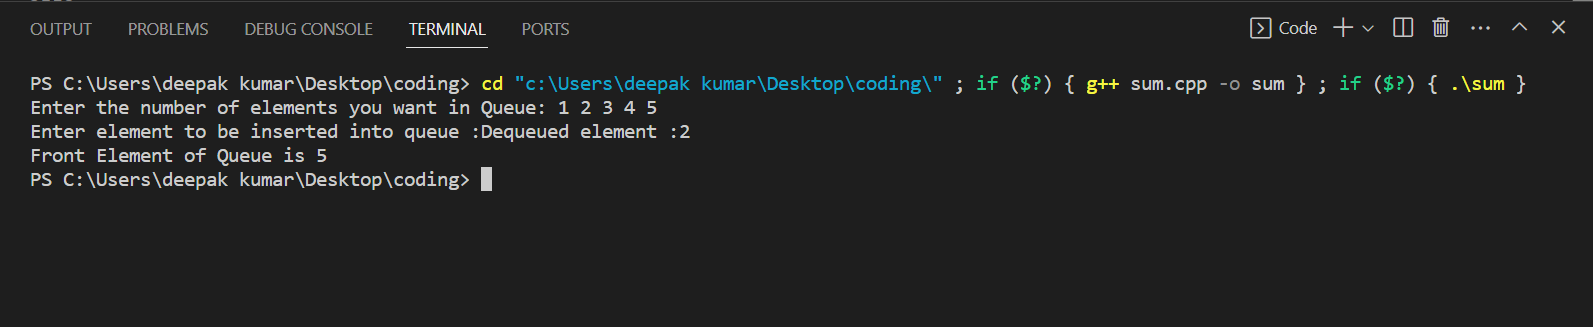 OUTPUT PROBLEMS DEBUG CONSOLE TERMINAL PORTS Code
PS C:\Users\deepak kumar\Desktop\coding> cd "c:\Users\deepak kumar\Desktop\coding\" ; if ($?) { g++ sum.cpp -o sum } ; if ($?) { .\sum }
Enter the number of elements you want in Queue: 1 2 3 4 5
Enter element to be inserted into queue :Dequeued element :2
Front Element of Queue is 5
PS C:\Users\deepak kumar\Desktop\coding>